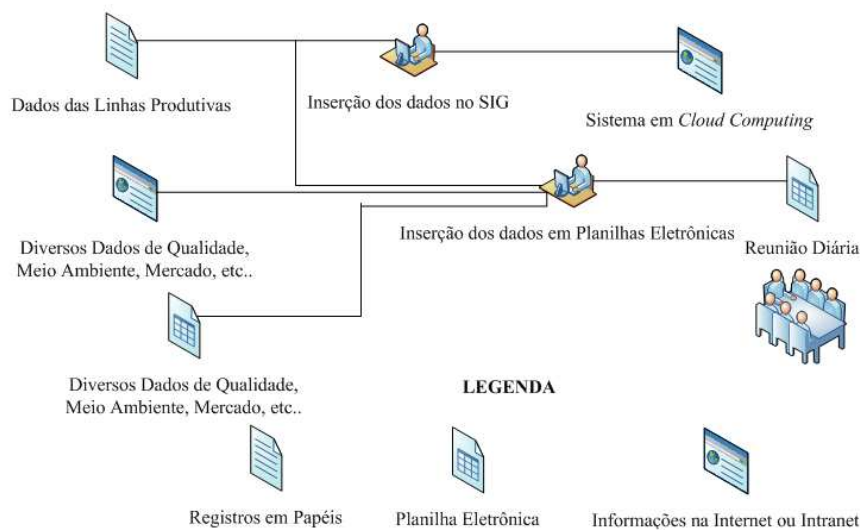 Dados das Linhas Produtivas
Inserção dos dados no SIG
Sistema em Cloud Computing
Diversos Dados de Qualidade,
Meio Ambiente, Mercado, etc..
Inserção dos dados em Planilhas Eletrônicas
Reunião Diária
Diversos Dados de Qualidade,
Meio Ambiente, Mercado, etc..
LEGENDA
Registros em Papéis
Planilha Eletrônica
Informações na Internet ou Intranet